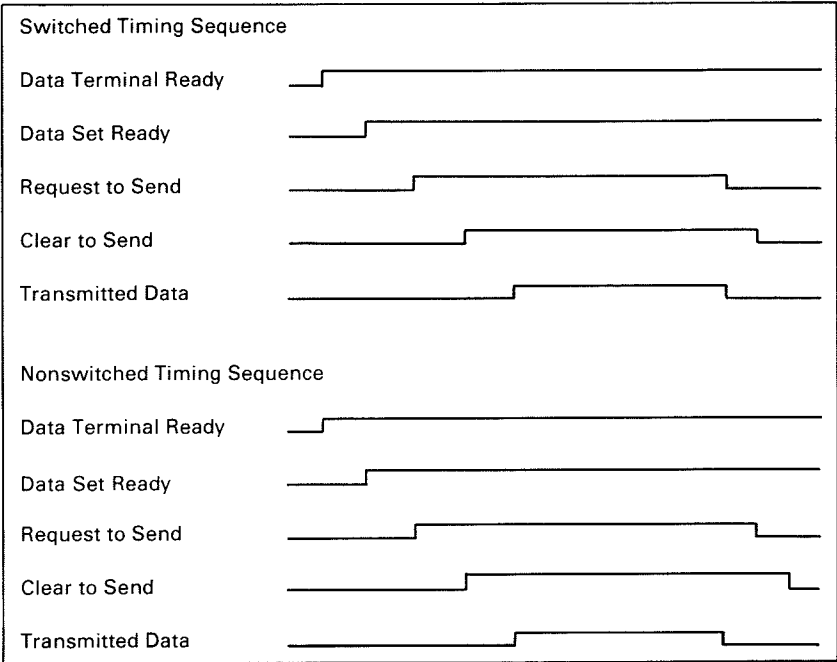 Switched Timing Sequence
Data Terminal Ready
Data Set Ready
Request to Send
Clear to Send
Transmitted Data
Nonswitched Timing Sequence
Data Terminal Ready
Data Set Ready
Request to Send
Clear to Send
Transmitted Data